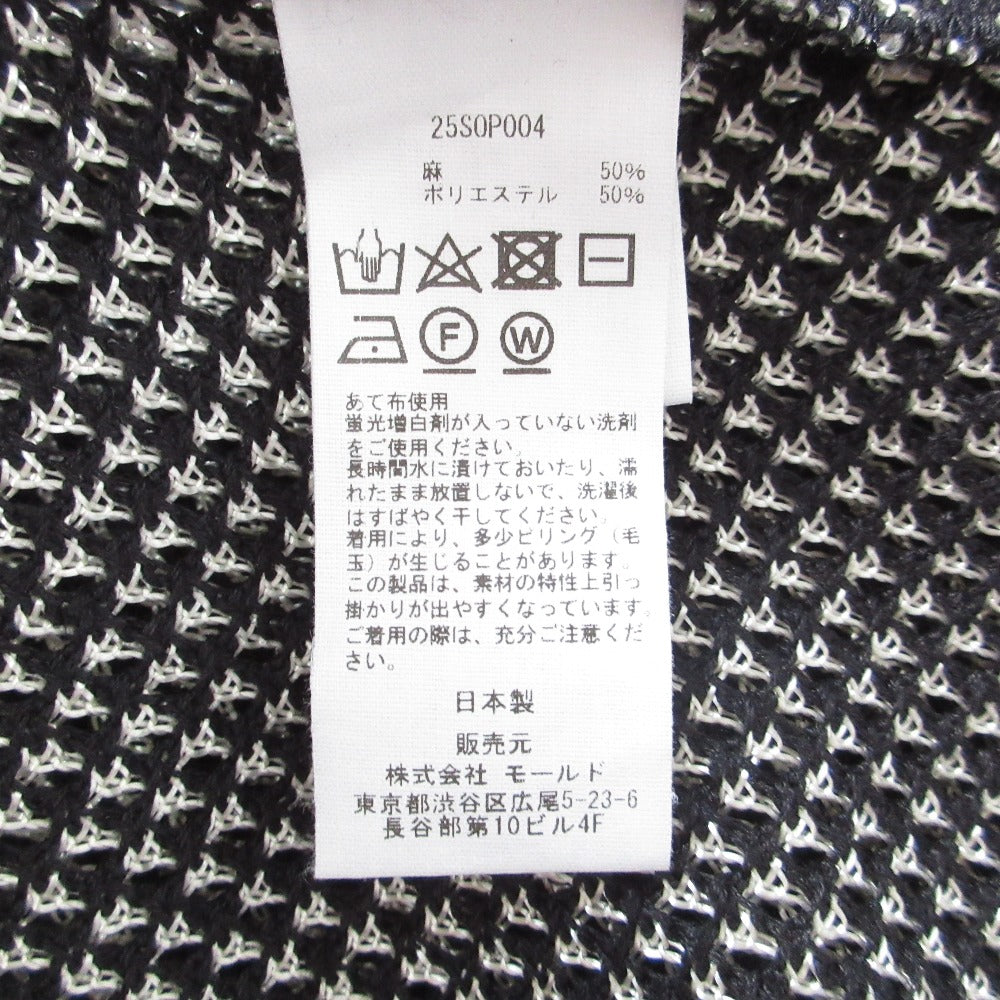 25SOP004
麻 50%
ポリエステル 50%
F W
あて布使用
蛍光増白剤が入っていない洗剤
をご使用ください。
長時間水に漬けておいたり、濡
れたまま放置しないで、洗濯後
はすばやく干してください。
着用により、多少ピリング（毛
玉）が生じることがあります。
この製品は、素材の特性上引っ
掛かりが出やすくなっています。
ご着用の際は、充分ご注意くだ
さい。
日本製
販売元
株式会社 モールド
東京都渋谷区広尾5-23-6
長谷部第10ビル4F